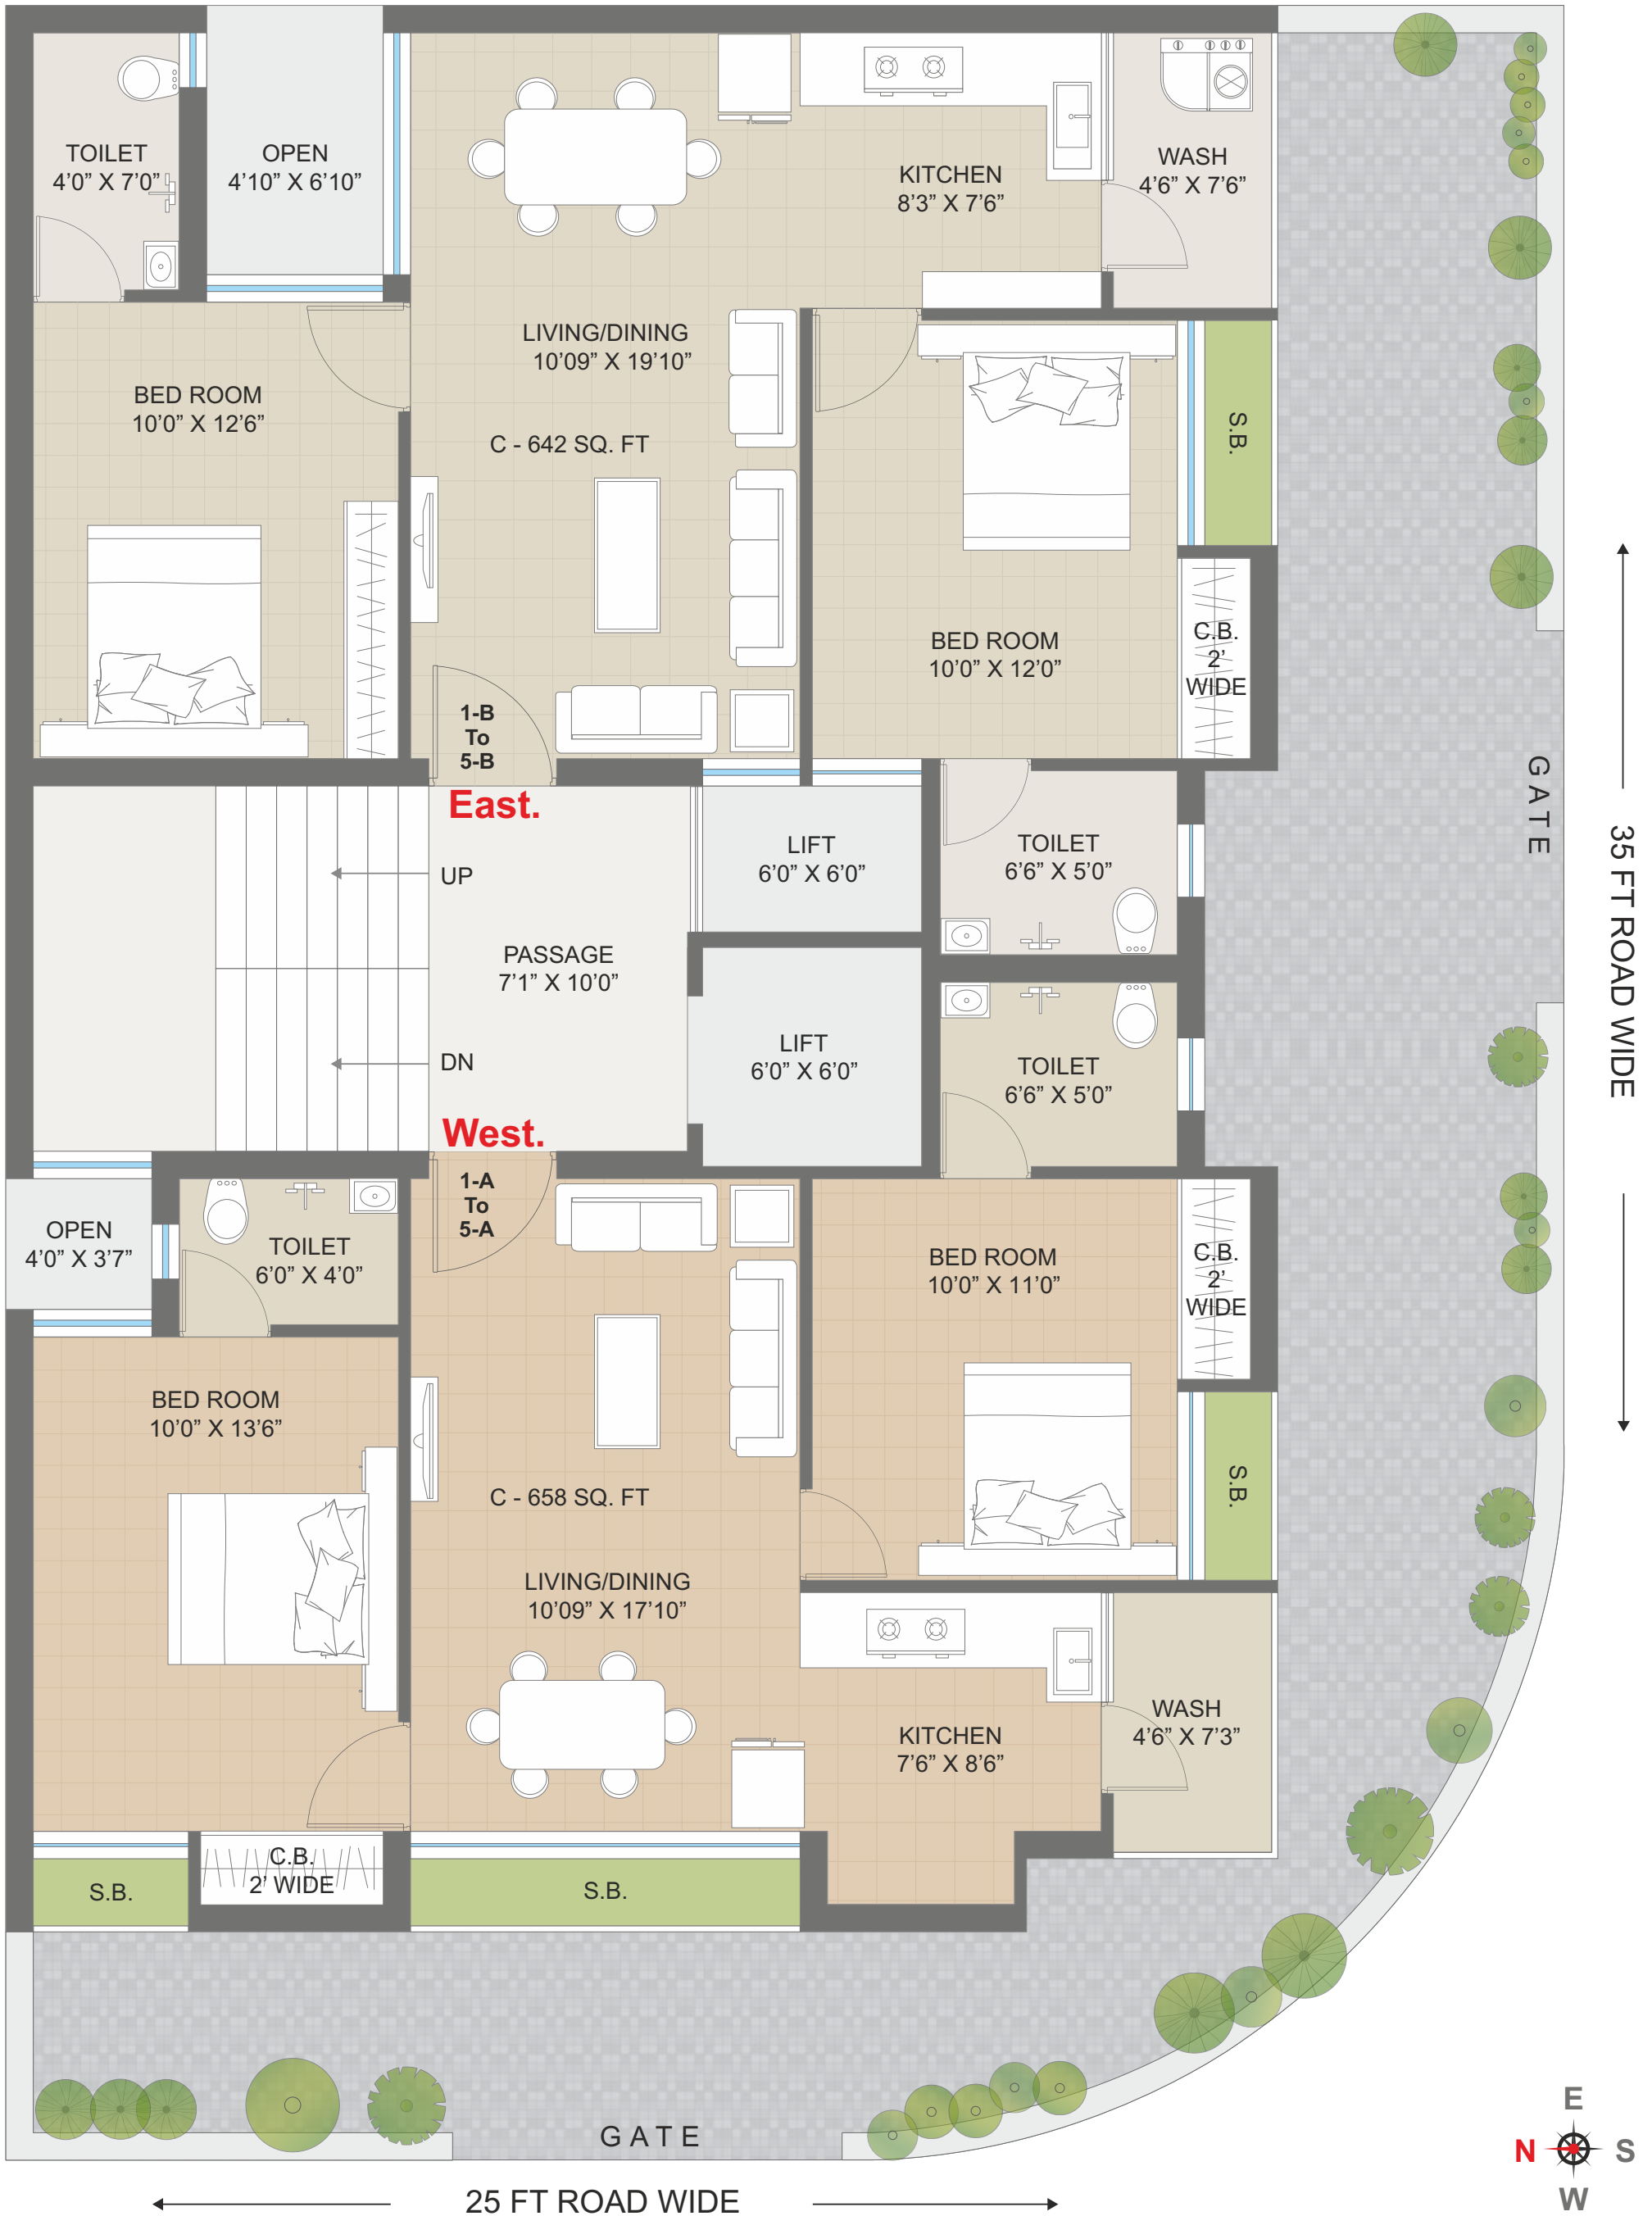 TOILET
4’0” X 7’0”
OPEN
4’10” X 6’10”
KITCHEN
8’3” X 7’6”
WASH
4’6” X 7’6”
LIVING/DINING
10’09” X 19’10”
BED ROOM
10’0” X 12’6”
C - 642 SQ. FT
S.B.
BED ROOM
10’0” X 12’0”
C.B.
2’
WIDE
1-B
To
5-B
East.
GATE
35 FT ROAD WIDE
LIFT
6’0” X 6’0”
TOILET
6’6” X 5’0”
UP
PASSAGE
7’1” X 10’0”
LIFT
6’0” X 6’0”
DN
TOILET
6’6” X 5’0”
West.
1-A
To
5-A
OPEN
4’0” X 3’7”
TOILET
6’0” X 4’0”
BED ROOM
10’0” X 11’0”
C.B.
2’
WIDE
BED ROOM
10’0” X 13’6”
C - 658 SQ. FT
S.B.
LIVING/DINING
10’09” X 17’10”
KITCHEN
7’6” X 8’6”
WASH
4’6” X 7’3”
S.B.
C.B.
2’ WIDE
S.B.
GATE
25 FT ROAD WIDE
E
N
S
W